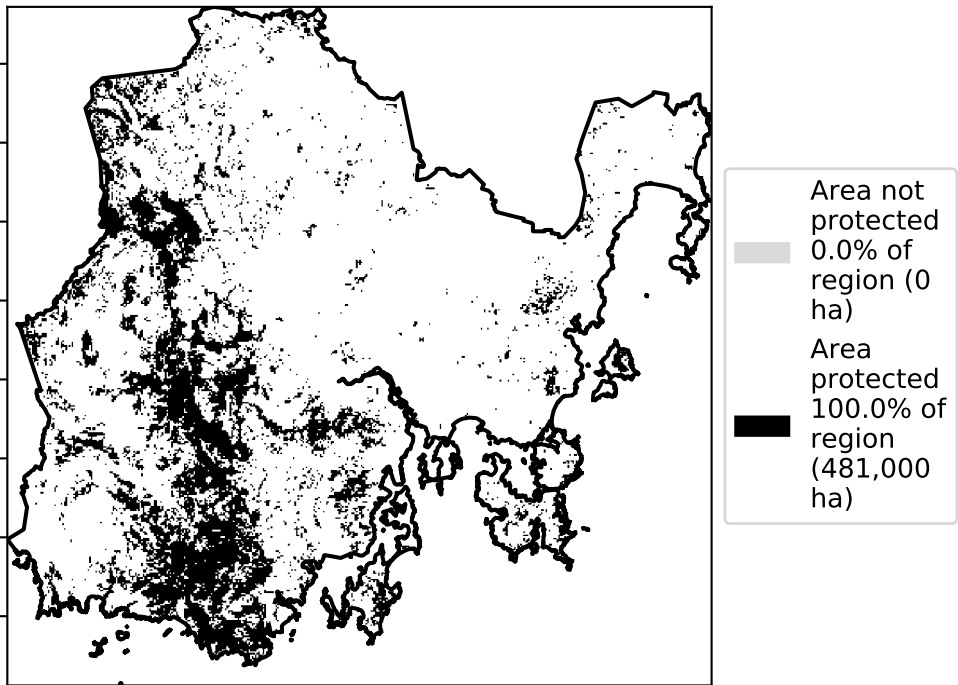 Area not
protected
0.0% of
region (0
ha)
Area
protected
100.0% of
region
(481,000
ha)